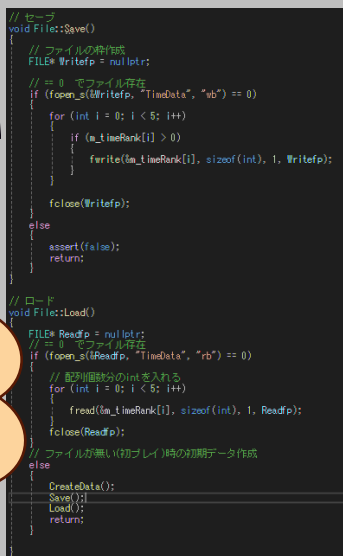 // セーブ
void File::Save()
{
// ファイルの枠作成
FILE* Writefp = nullptr;
// == 0 でファイル存在
if (fopen_s(&Writefp, "TimeData", "wb") == 0)
{
for (int i = 0; i < 5; i++)
{
if (m_timeRank[i] > 0)
{
fwrite(&m_timeRank[i], sizeof(int), 1, Writefp);
}
}
fclose(Writefp);
}
else
{
assert(false);
return;
}
}
// ロード
void File::Load()
{
FILE* Readfp = nullptr;
// == 0 でファイル存在
if (fopen_s(&Readfp, "TimeData", "rb") == 0)
{
// 配列個数分のintを入れる
for (int i = 0; i < 5; i++)
{
fread(&m_timeRank[i], sizeof(int), 1, Readfp);
}
fclose(Readfp);
}
// ファイルが無い(初プレイ)時の初期データ作成
else
{
CreateData();
Save();
Load();
return;
}
}